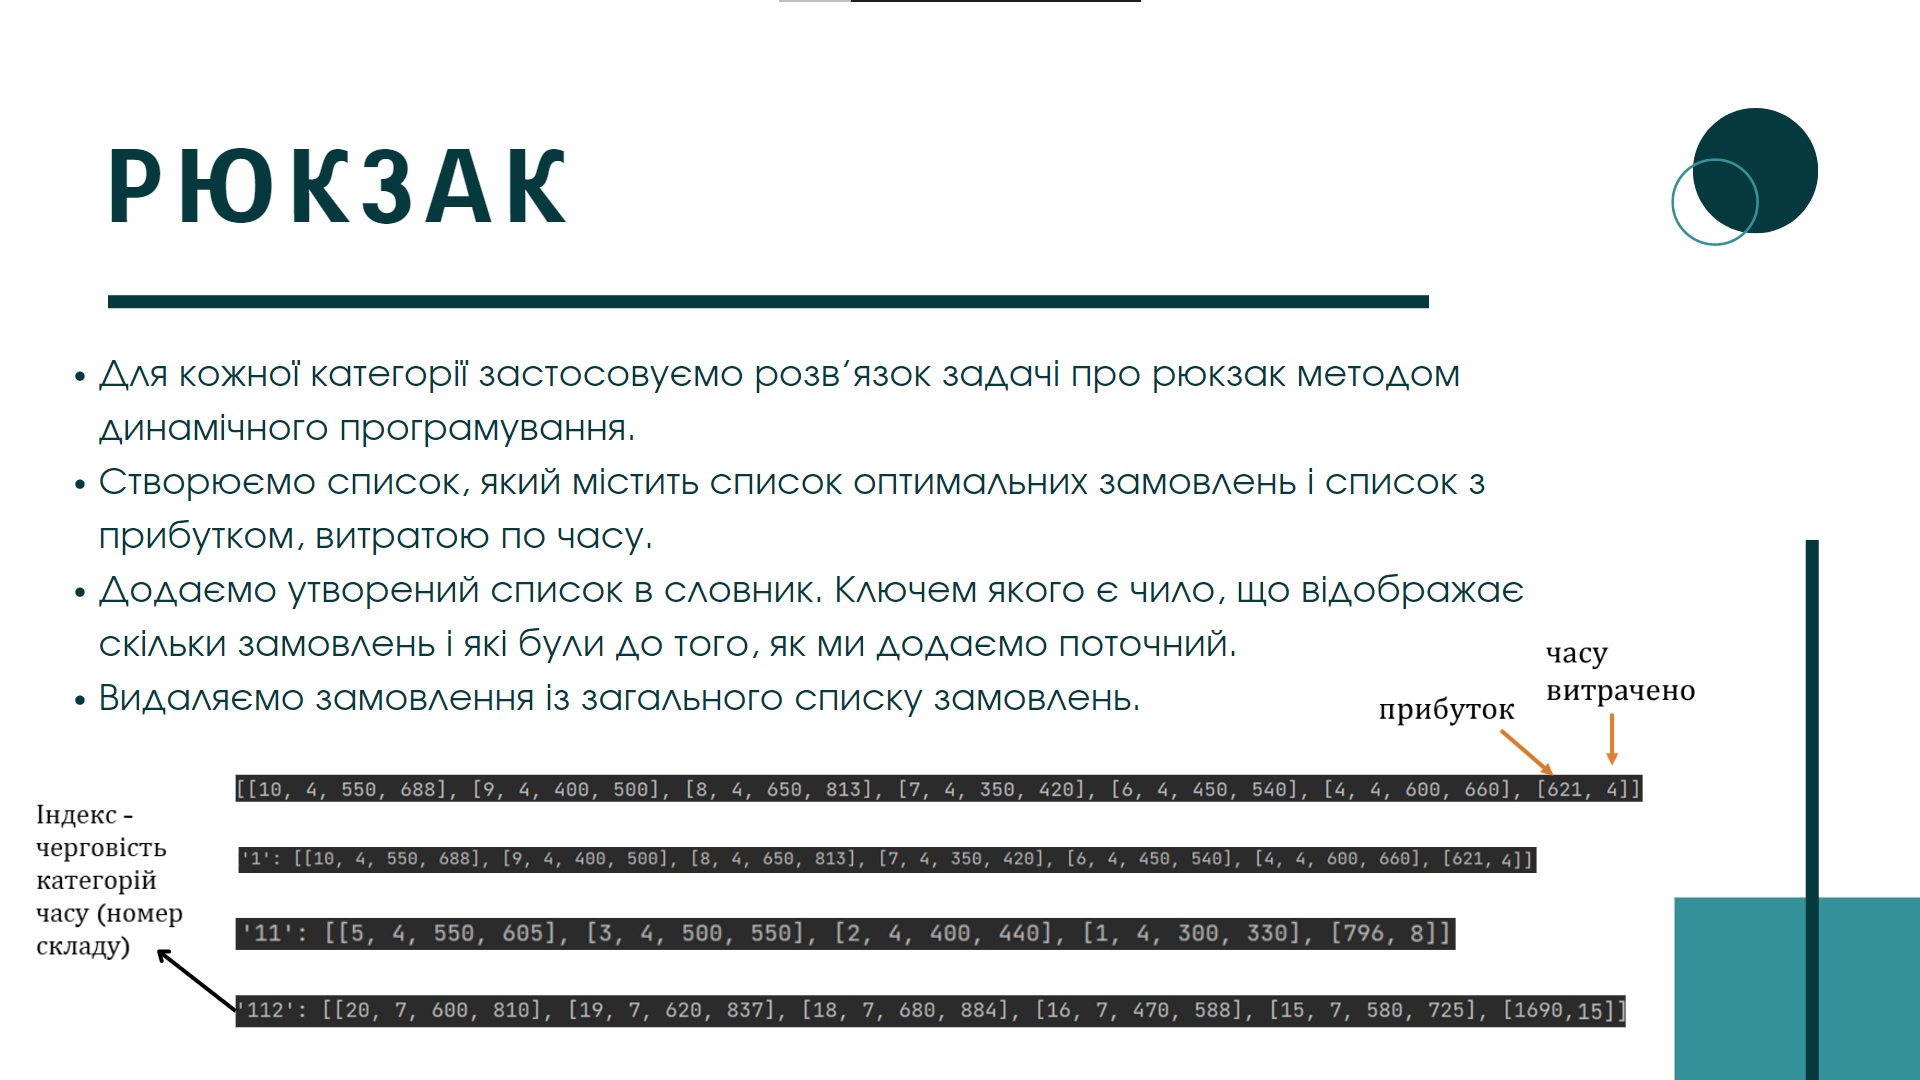 РЮКЗАК
• Для кожної категорії застосовуємо розв’язок задачі про рюкзак методом
динамічного програмування.
• Створюємо список, який містить список оптимальних замовлень і список з
прибутком, витратою по часу.
• Додаємо утворений список в словник. Ключем якого є чило, що відображає
скільки замовлень і які були до того, як ми додаємо поточний.
• Видаляємо замовлення із загального списку замовлень.
часу
витрачено
прибуток
[[10, 4, 550, 688], [9, 4, 400, 500], [8, 4, 650, 813], [7, 4, 350, 420], [6, 4, 450, 540], [4, 4, 600, 660], [621, 4]]
Індекс -
черговість
категорій
часу (номер
складу)
'1': [[10, 4, 550, 688], [9, 4, 400, 500], [8, 4, 650, 813], [7, 4, 350, 420], [6, 4, 450, 540], [4, 4, 600, 660], [621, 4]]
'11': [[5, 4, 550, 605], [3, 4, 500, 550], [2, 4, 400, 440], [1, 4, 300, 330], [796, 8]]
'112': [[20, 7, 600, 810], [19, 7, 620, 837], [18, 7, 680, 884], [16, 7, 470, 588], [15, 7, 580, 725], [1690,15]]